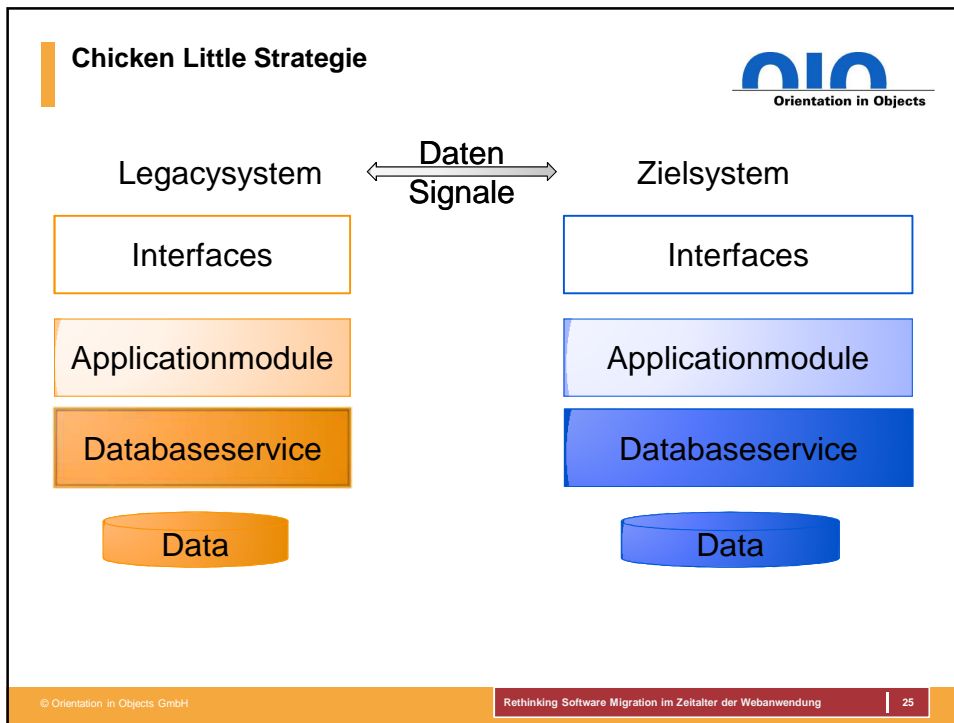 Chicken Little Strategie
OIO
Orientation in Objects
Legacysystem
Daten
Signale
Zielsystem
Interfaces
Interfaces
Applicationmodule
Applicationmodule
Databaseservice
Databaseservice
Data
Data
© Orientation in Objects GmbH
Rethinking Software Migration im Zeitalter der Webanwendung
25